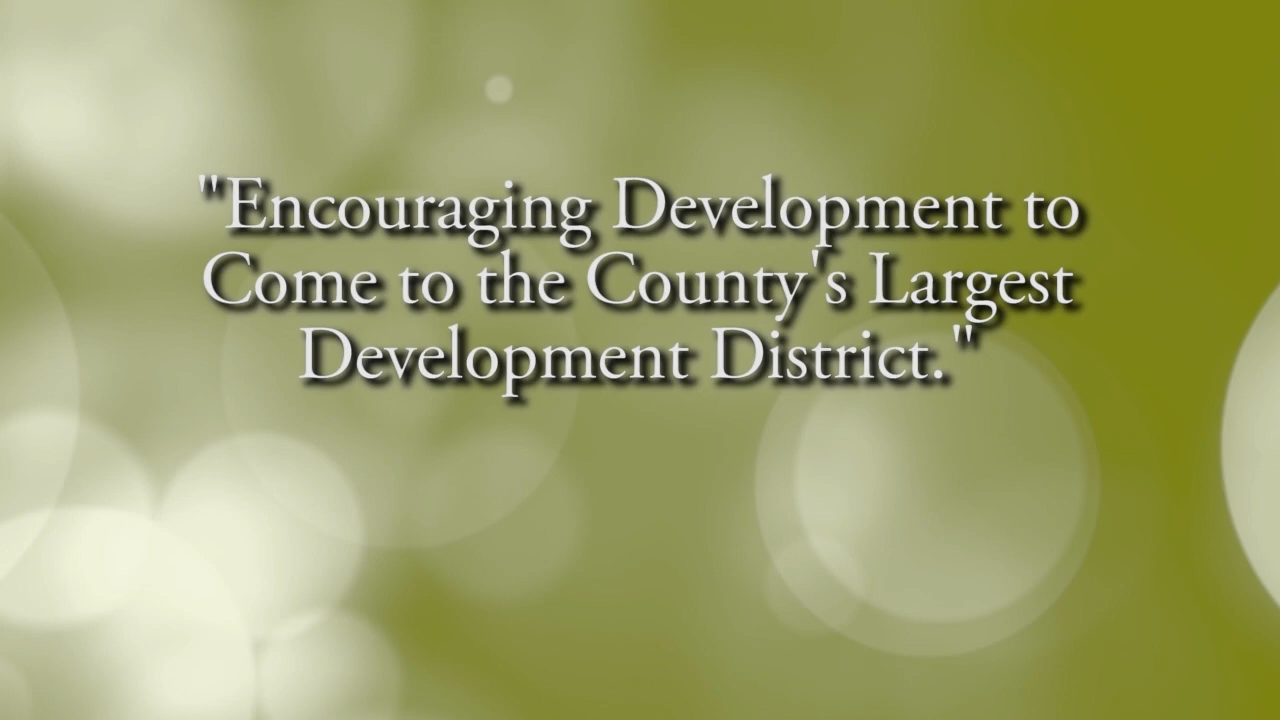 "Encouraging Development to
Come to the County's Largest
Development District."